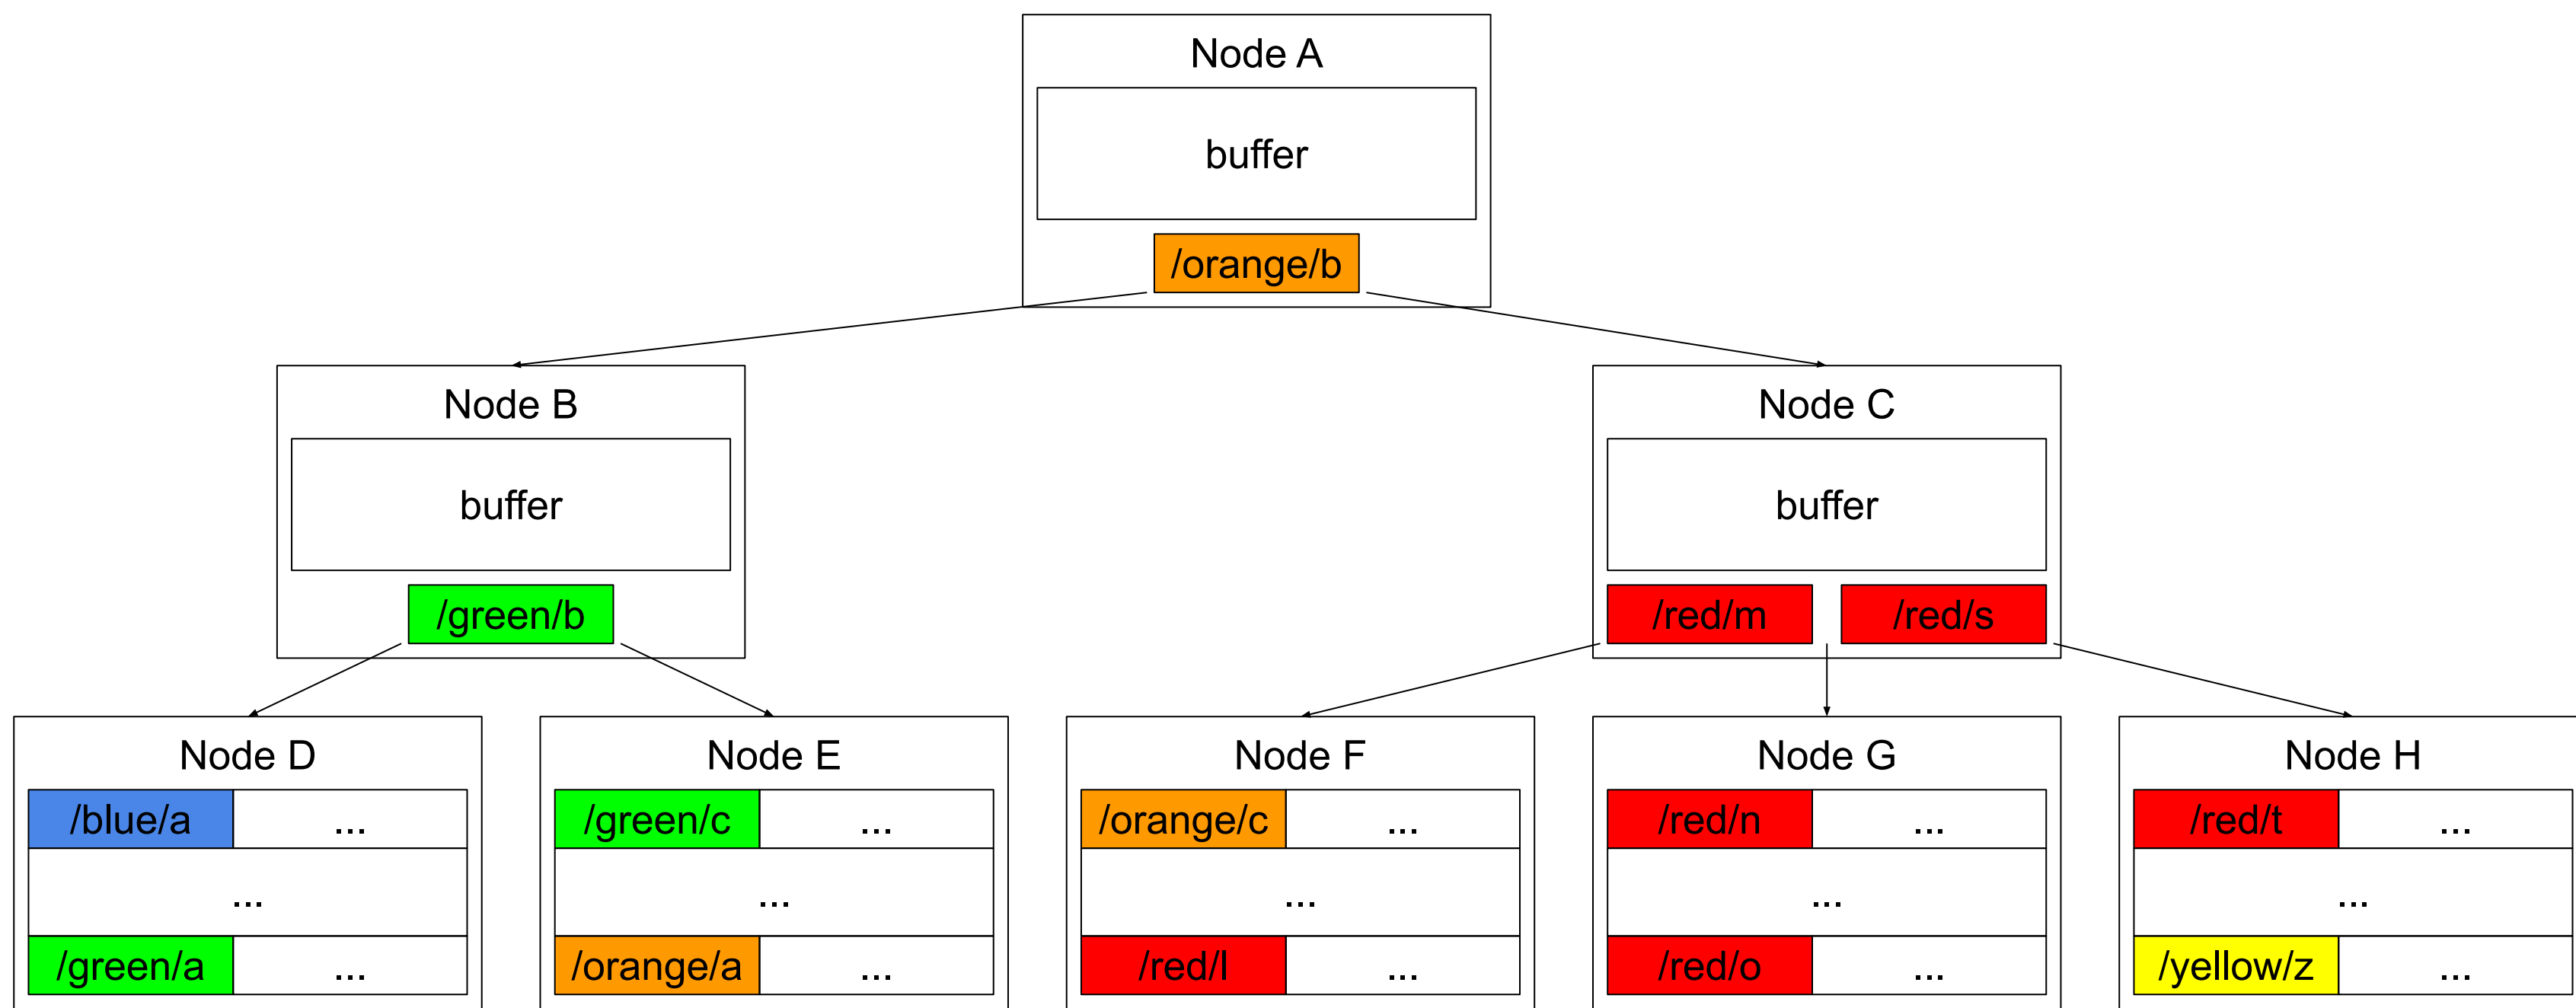 Node A
buffer
/orange/b
Node B
buffer
/green/b
Node C
buffer
/red/m /red/s
Node D
/blue/a ...
...
/green/a ...
Node E
/green/c ...
...
/orange/a ...
Node F
/orange/c ...
...
/red/l ...
Node G
/red/n ...
...
/red/o ...
Node H
/red/t ...
...
/yellow/z ...